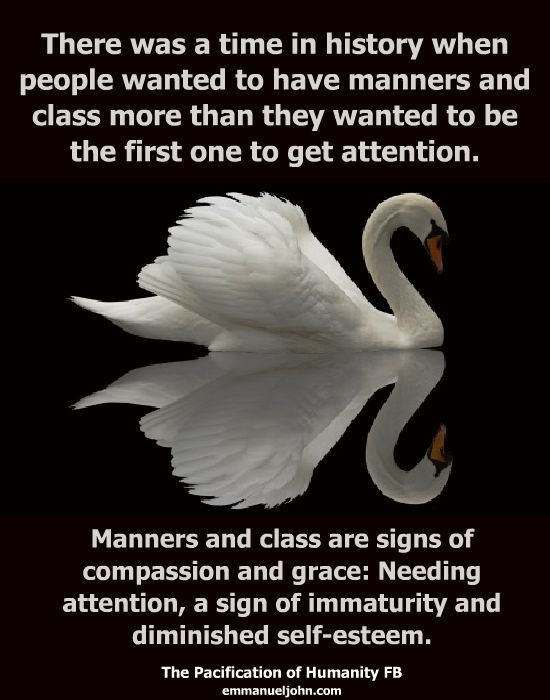 There was a time in history when
people wanted to have manners and
class more than they wanted to be
the first one to get attention.
Manners and class are signs of
compassion and grace: Needing
attention, a sign of immaturity and
diminished self-esteem.
The Pacification of Humanity FB
emmanueljohn.com